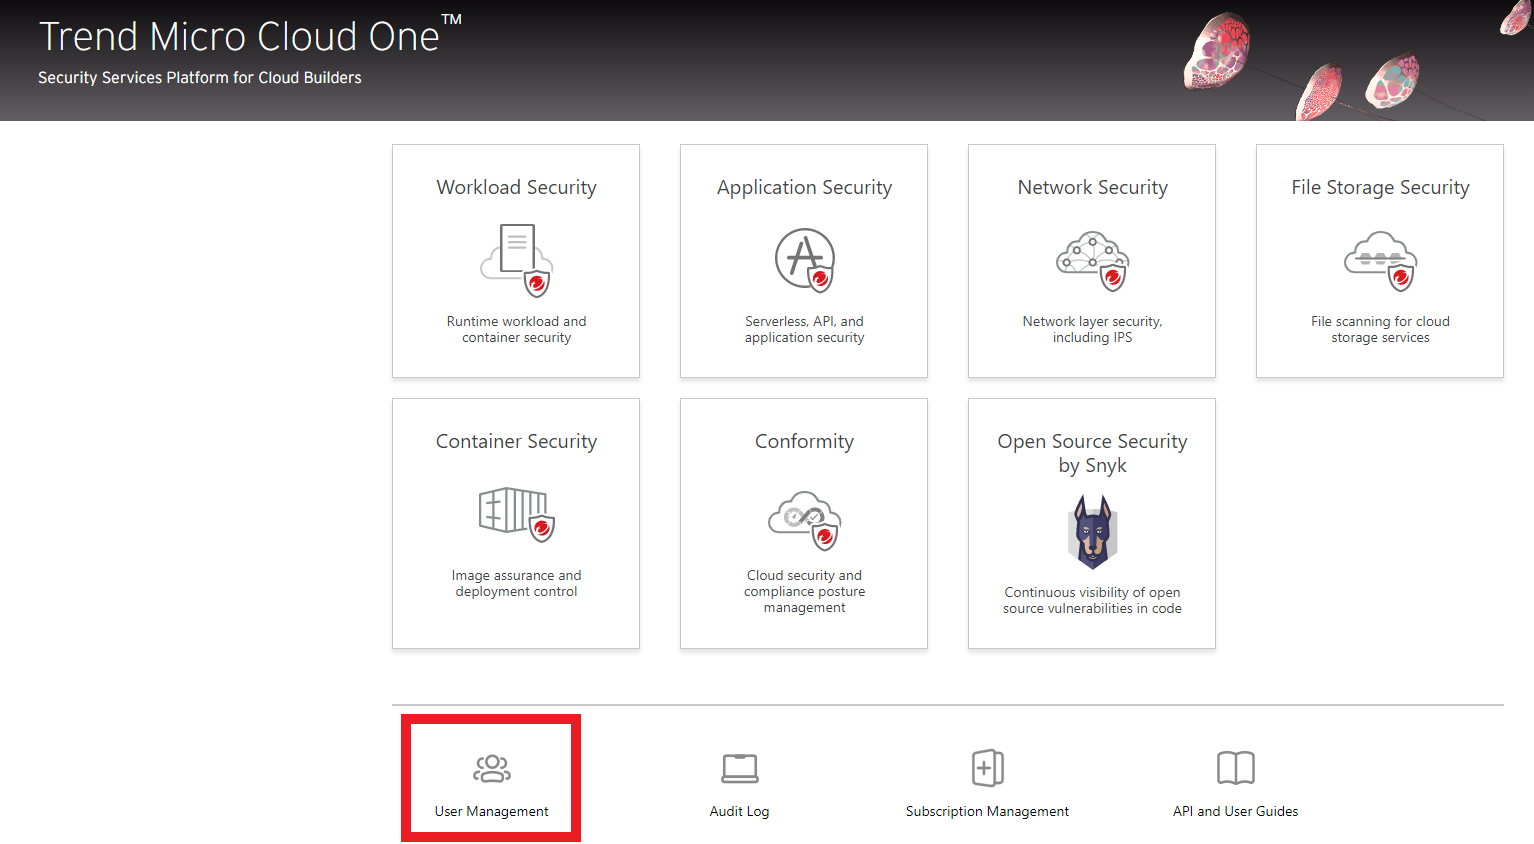 Trend Micro Cloud One™
Security Services Platform for Cloud Builders
Workload Security
Runtime workload and
container security
Application Security
Serverless, API, and
application security
Network Security
Network layer security,
including IPS
File Storage Security
File scanning for cloud
storage services
Container Security
Image assurance and
deployment control
Conformity
Cloud security and
compliance posture
management
Open Source Security
by Snyk
Continuous visibility of open
source vulnerabilities in code
User Management
Audit Log
Subscription Management
API and User Guides